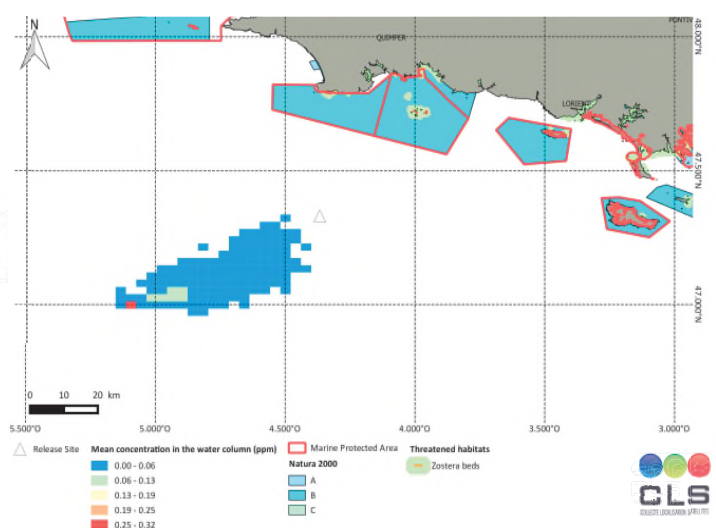 N
PONTIV
48.000°N
QUIMPER
LORIENT
47.500°N
47.000°N
0 10 20 km
5.500°O 5.000°O 4.500°O 4.000°O 3.500°O 3.000°O
Release Site
Mean concentration in the water column (ppm)
0.00 - 0.06
0.06 - 0.13
0.13 - 0.19
0.19 - 0.25
0.25 - 0.32
Marine Protected Area
Natura 2000
A
B
C
Threatened habitats
Zostera beds
CLS
COLLECTE LOCALISATION SATELLITES